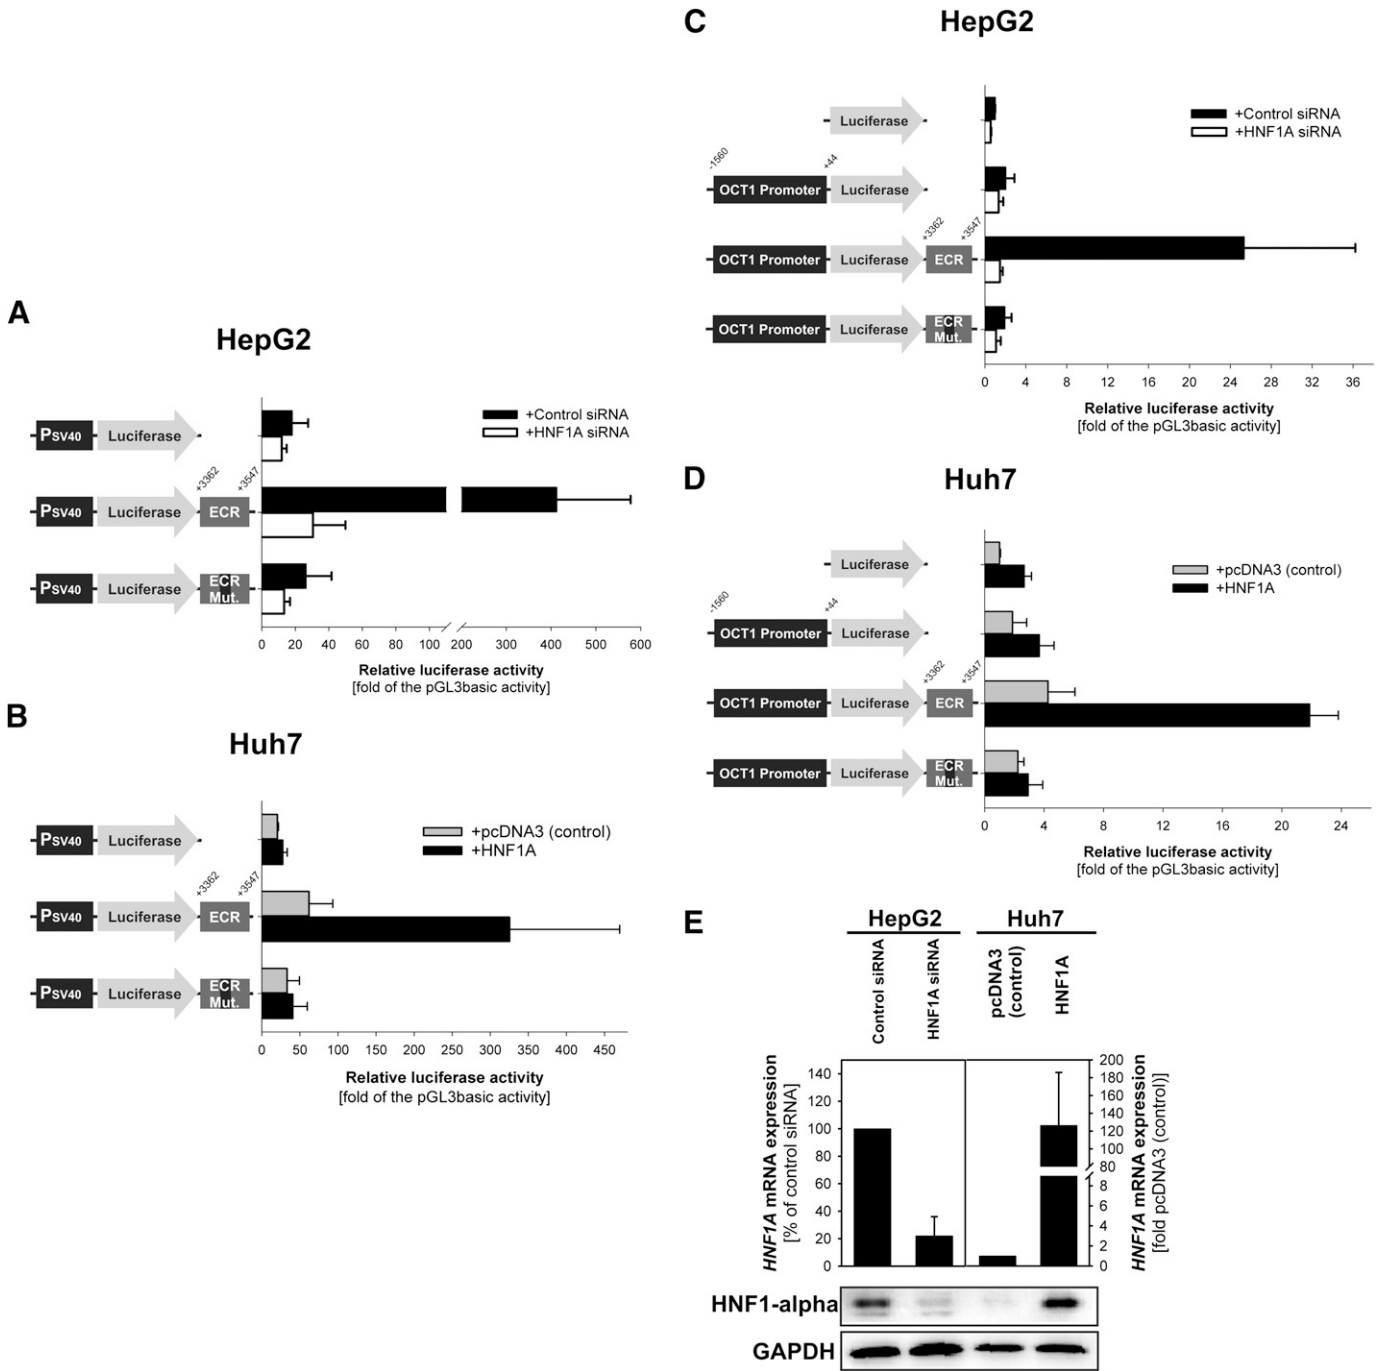 A
HepG2
+Control siRNA
+HNF1A siRNA
PSV40 Luciferase
+3362 +3547
PSV40 Luciferase ECR
PSV40 Luciferase ECR Mut.
0 20 40 60 80 100 200 300 400 500 600
Relative luciferase activity
[fold of the pGL3basic activity]
B
Huh7
+pcDNA3 (control)
+HNF1A
PSV40 Luciferase
+3362 +3547
PSV40 Luciferase ECR
PSV40 Luciferase ECR Mut.
0 50 100 150 200 250 300 350 400 450
Relative luciferase activity
[fold of the pGL3basic activity]
C
HepG2
+Control siRNA
+HNF1A siRNA
Luciferase
-1560 +44
OCT1 Promoter Luciferase
+3362 +3547
OCT1 Promoter Luciferase ECR
OCT1 Promoter Luciferase ECR Mut.
0 4 8 12 16 20 24 28 32 36
Relative luciferase activity
[fold of the pGL3basic activity]
D
Huh7
+pcDNA3 (control)
+HNF1A
Luciferase
-1560 +44
OCT1 Promoter Luciferase
+3362 +3547
OCT1 Promoter Luciferase ECR
OCT1 Promoter Luciferase ECR Mut.
0 4 8 12 16 20 24
Relative luciferase activity
[fold of the pGL3basic activity]
E
HepG2 Huh7
Control siRNA
HNF1A siRNA
pcDNA3
(control)
HNF1A
HNF1A mRNA expression
[% of control siRNA]
140
120
100
80
60
40
20
0
200
180
160
140
120
100
80
8
6
4
2
0
HNF1A mRNA expression
[fold pcDNA3 (control)]
HNF1-alpha
GAPDH